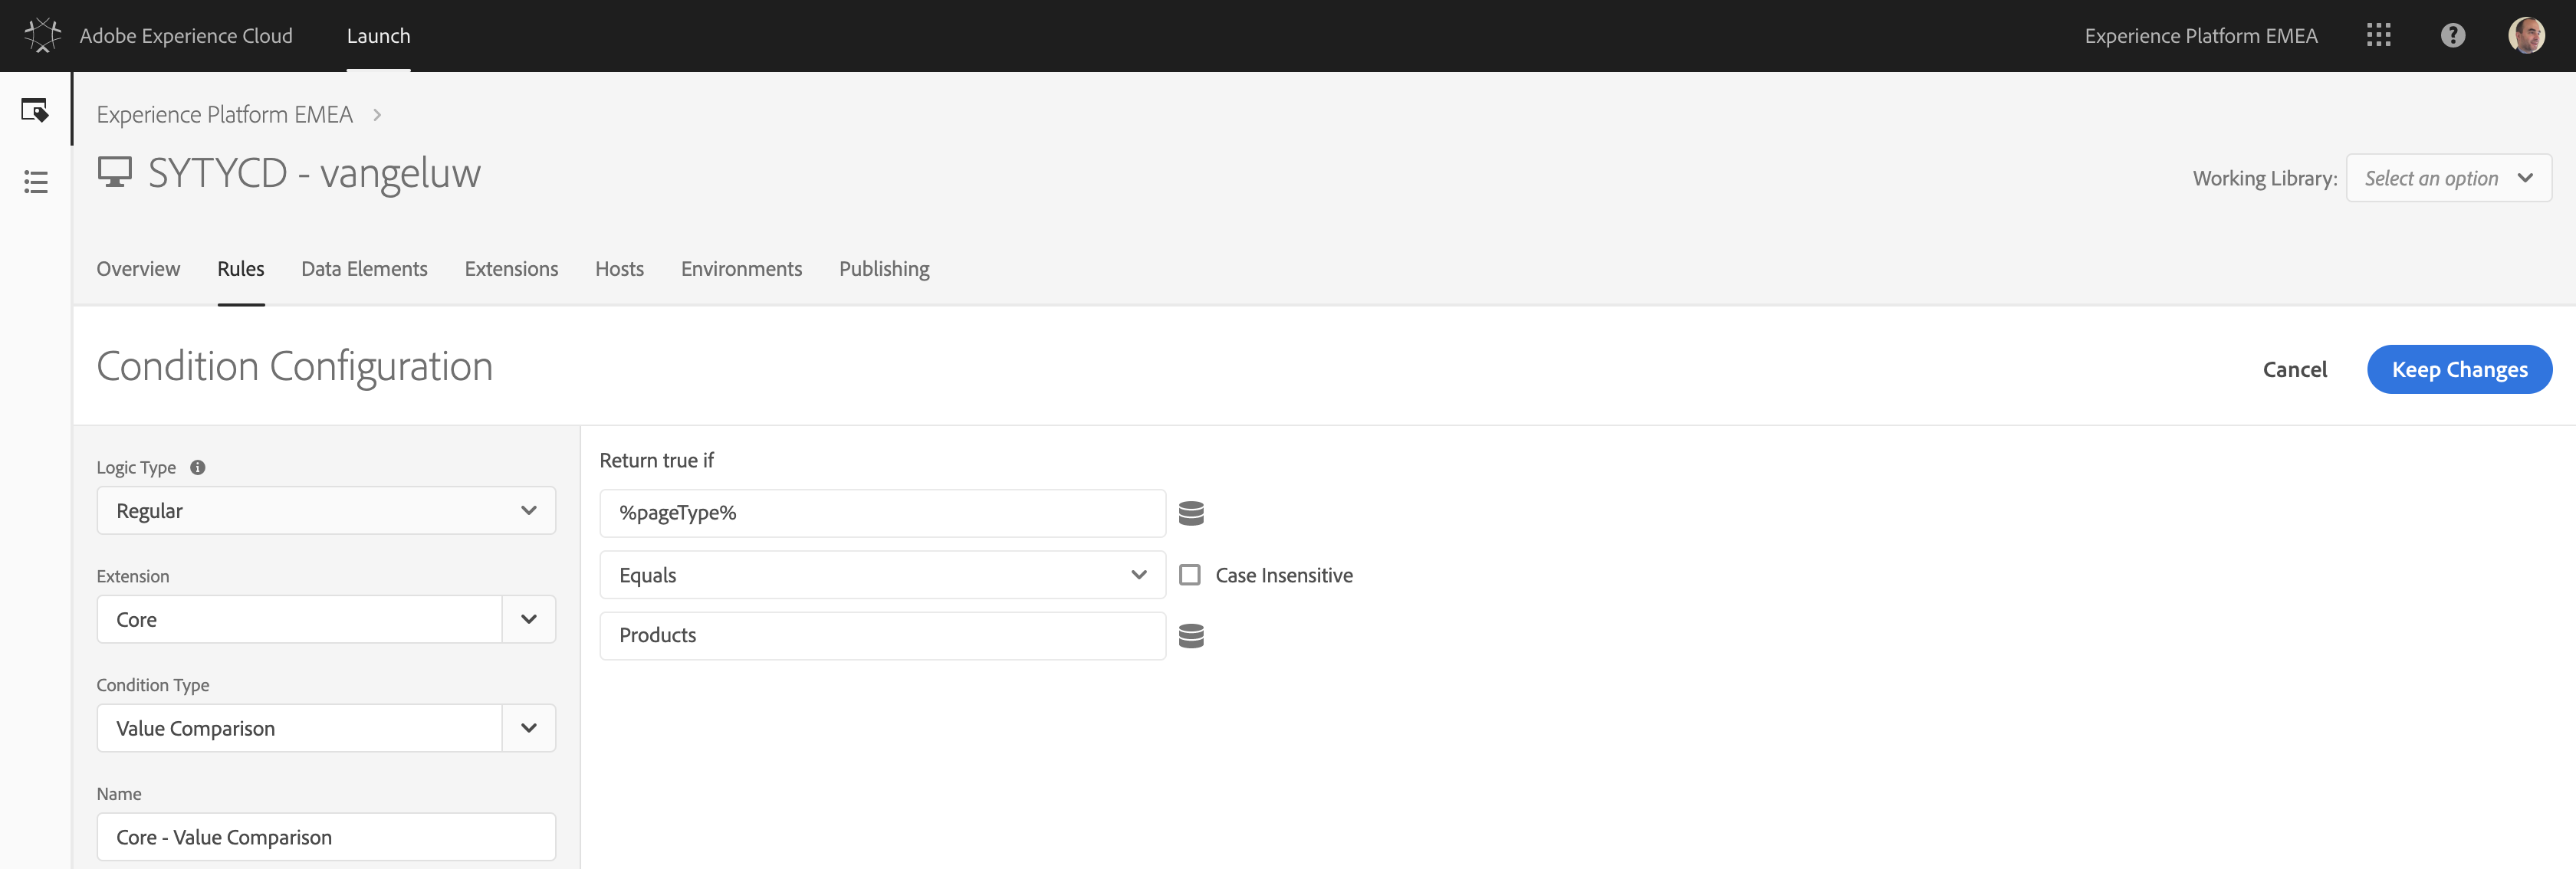 Adobe Experience Cloud Launch Experience Platform EMEA
Experience Platform EMEA
SYTYCD - vangeluw
Working Library: Select an option
Overview Rules Data Elements Extensions Hosts Environments Publishing
Condition Configuration
Cancel Keep Changes
Logic Type
Regular
Extension
Core
Condition Type
Value Comparison
Name
Core - Value Comparison
Return true if
%pageType%
Equals Case Insensitive
Products